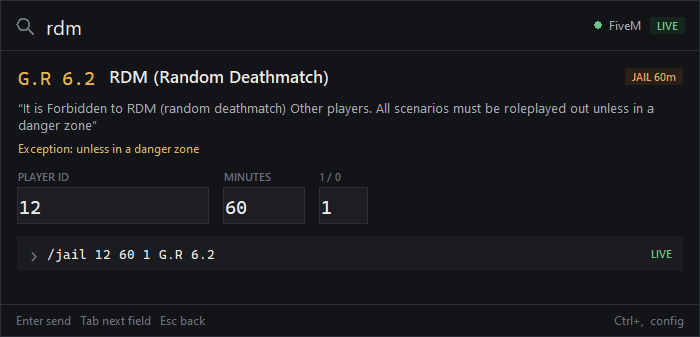 rdm
FiveM LIVE
G.R 6.2 RDM (Random Deathmatch) JAIL 60m
“It is Forbidden to RDM (random deathmatch) Other players. All scenarios must be roleplayed out unless in a
danger zone”
Exception: unless in a danger zone
PLAYER ID MINUTES 1 / 0
12 60 1
› /jail 12 60 1 G.R 6.2 LIVE
Enter send Tab next field Esc back Ctrl+, config